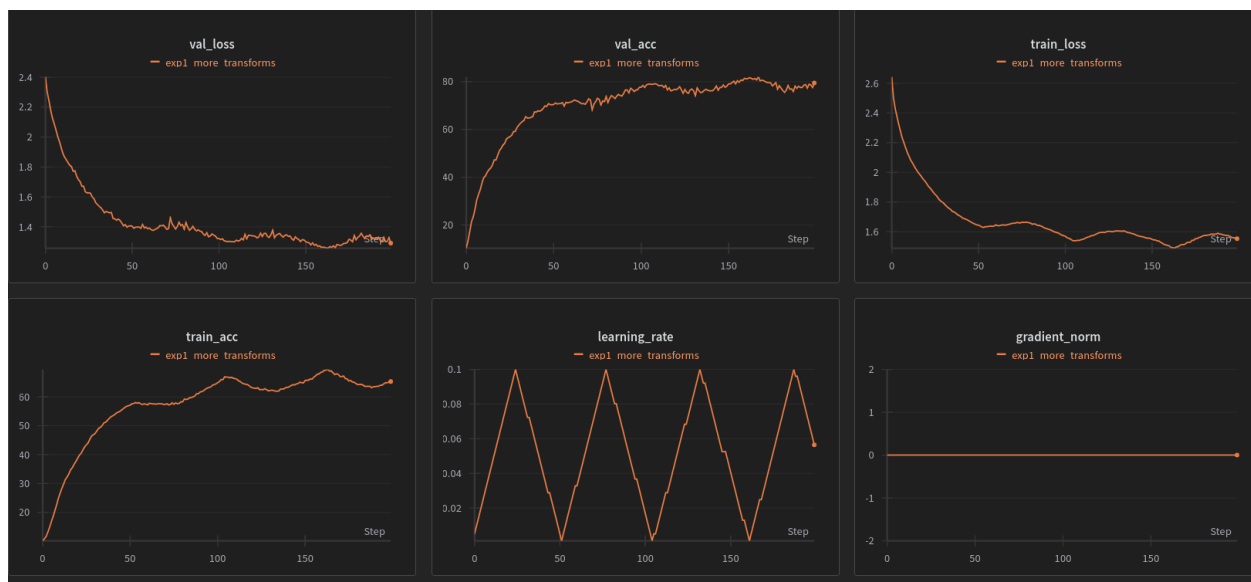 val_loss
exp1 more transforms
2.4
2.2
2
1.8
1.6
1.4
Step
0 50 100 150
val_acc
exp1 more transforms
80
60
40
20
Step
0 50 100 150
train_loss
exp1 more transforms
2.6
2.4
2.2
2
1.8
1.6
Step
0 50 100 150
train_acc
exp1 more transforms
60
50
40
30
20
Step
0 50 100 150
learning_rate
exp1 more transforms
0.1
0.08
0.06
0.04
0.02
Step
0 50 100 150
gradient_norm
exp1 more transforms
2
1
0
-1
-2
Step
0 50 100 150